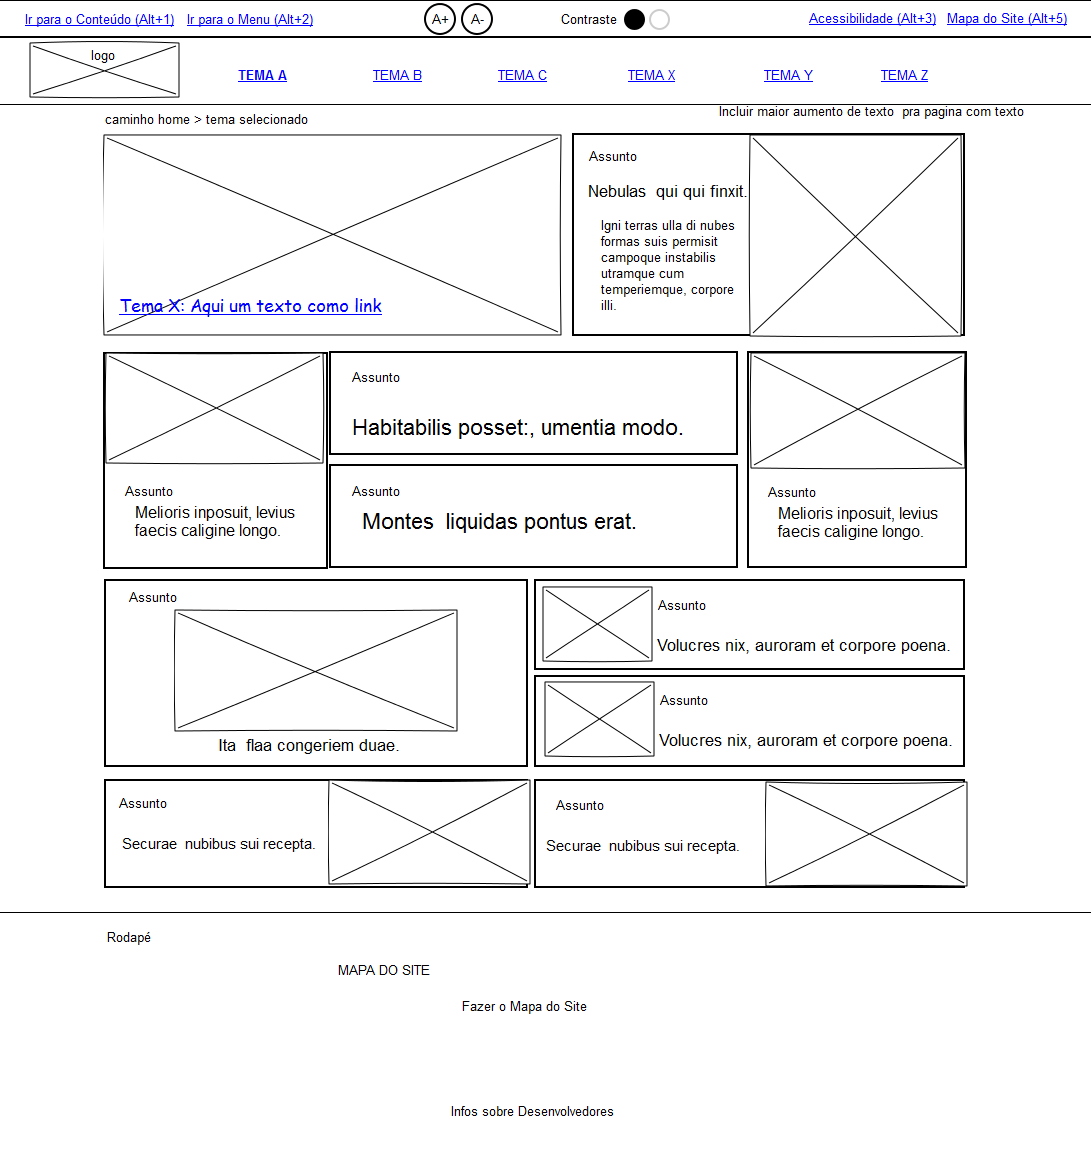 Ir para o Conteúdo (Alt+1) Ir para o Menu (Alt+2) A+ A- Contraste Acessibilidade (Alt+3) Mapa do Site (Alt+5)
logo
TEMA A TEMA B TEMA C TEMA X TEMA Y TEMA Z
Incluir maior aumento de texto pra pagina com texto
caminho home > tema selecionado
Tema X: Aqui um texto como link
Assunto
Nebulas qui qui finxit.
Igni terras ulla di nubes
formas suis permisit
campoque instabilis
utramque cum
temperiemque, corpore
illi.
Assunto
Melioris inposuit, levius
faecis caligine longo.
Assunto
Habitabilis posset:, umentia modo.
Assunto
Montes liquidas pontus erat.
Assunto
Melioris inposuit, levius
faecis caligine longo.
Assunto
Ita flaa congeriem duae.
Assunto
Volucres nix, auroram et corpore poena.
Assunto
Volucres nix, auroram et corpore poena.
Assunto
Securae nubibus sui recepta.
Assunto
Securae nubibus sui recepta.
Rodapé
MAPA DO SITE
Fazer o Mapa do Site
Infos sobre Desenvolvedores